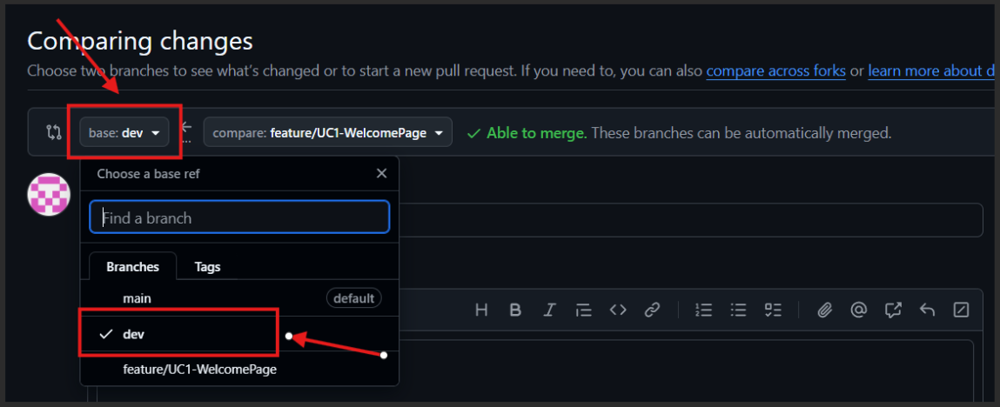 Comparing changes
Choose two branches to see what's changed or to start a new pull request. If you need to, you can also compare across forks or learn more about d
base: dev
...
compare: feature/UC1-WelcomePage
Able to merge. These branches can be automatically merged.
Choose a base ref
Find a branch
Branches
Tags
main
default
dev
feature/UC1-WelcomePage